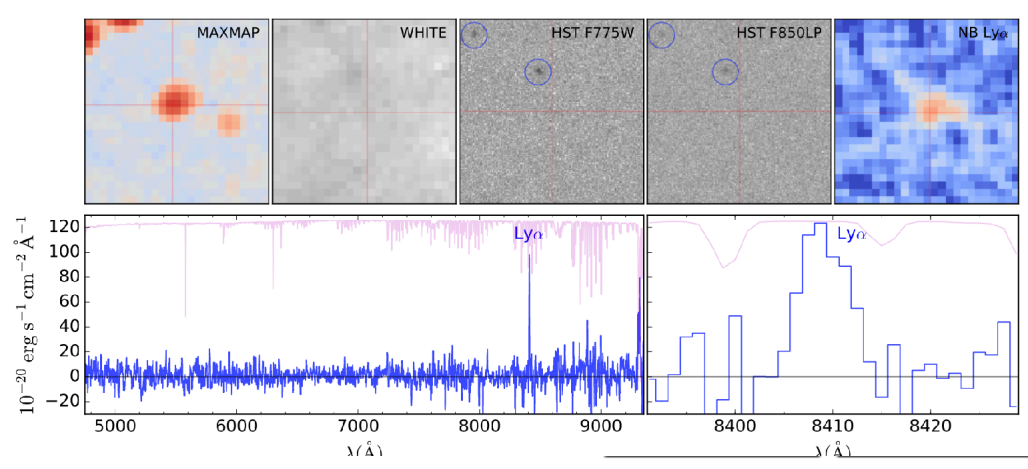 MAXMAP
WHITE
HST F775W
HST F850LP
NB Lyα
10⁻²⁰ erg s⁻¹ cm⁻² Å⁻¹
120
100
80
60
40
20
0
−20
Lyα
Lyα
5000
6000
7000
8000
9000
8400
8410
8420
λ(Å)
λ(Å)